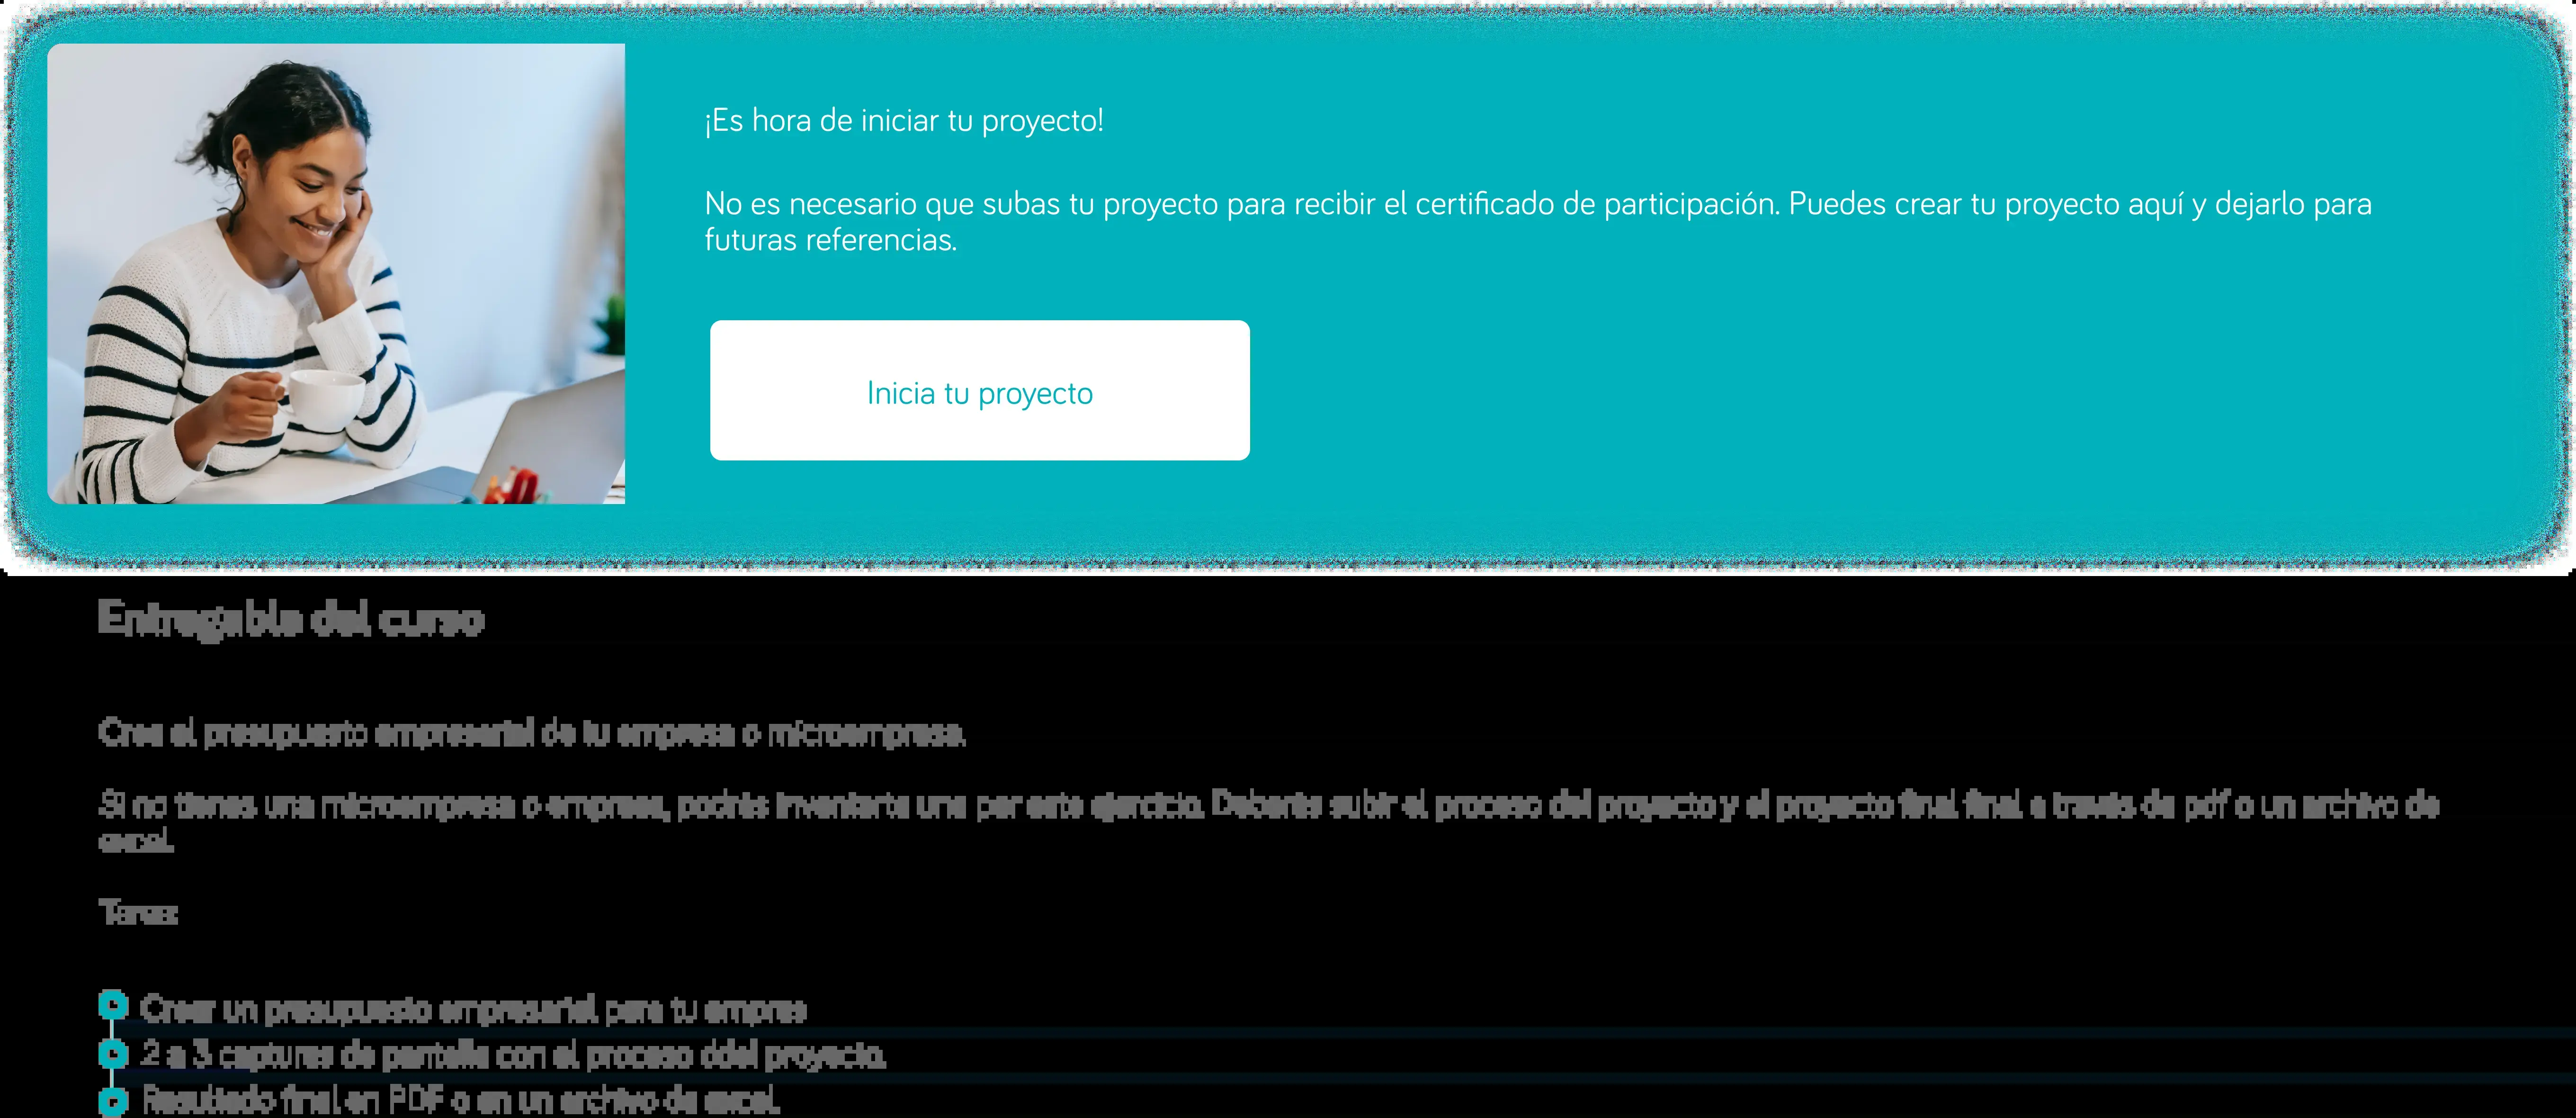 ¡Es hora de iniciar tu proyecto!
No es necesario que subas tu proyecto para recibir el certificado de participación. Puedes crear tu proyecto aquí y dejarlo para
futuras referencias.
Inicia tu proyecto
Entregable del curso
Crea el presupuesto empresarial de tu empresa o microempresa.
Si no tienes una microempresa o empresa, podrás inventarte una por este ejercicio. Deberás subir el proceso del proyecto y el proyecto final final a través de pdf o un archivo de
excel.
Tareas:
Crear un presupuesto empresarial para tu empres
2 a 3 capturas de pantalla con el proceso ddel proyecto.
Resultado final en PDF o en un archivo de excel.